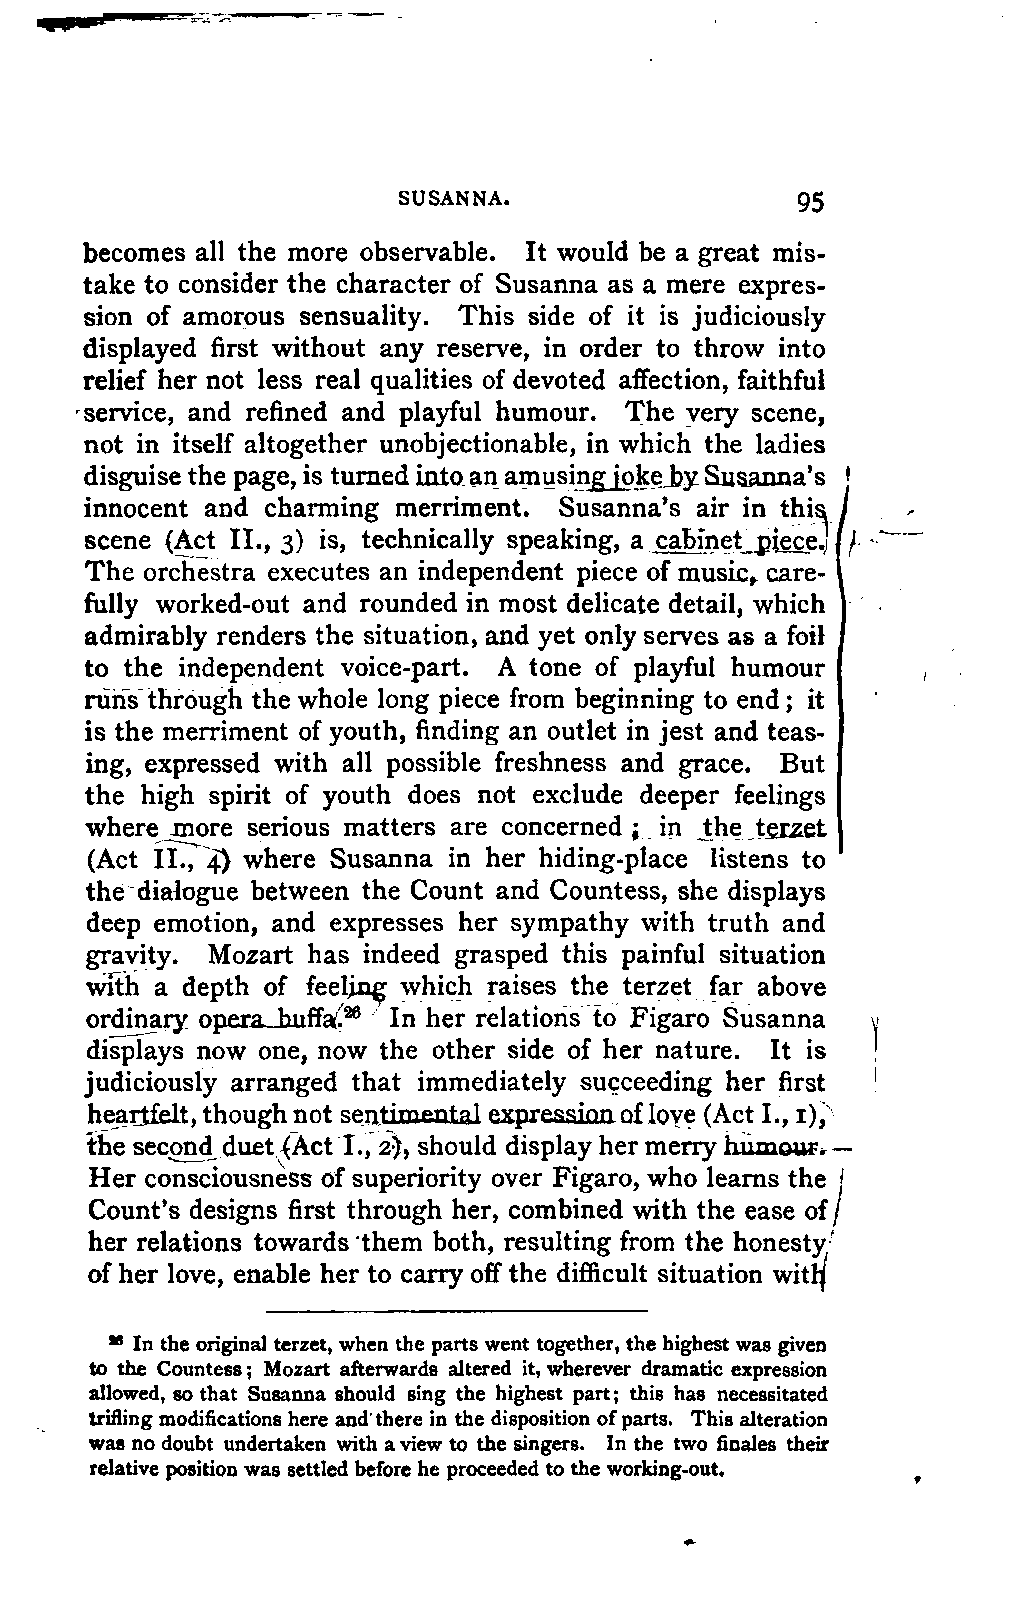 SUSANNA. 95
becomes all the more observable. It would be a great mis-
take to consider the character of Susanna as a mere expres-
sion of amorous sensuality. This side of it is judiciously
displayed first without any reserve, in order to throw into
relief her not less real qualities of devoted affection, faithful
service, and refined and playful humour. The very scene,
not in itself altogether unobjectionable, in which the ladies
disguise the page, is turned into an amusing joke by Susanna's
innocent and charming merriment. Susanna's air in this
scene (Act II., 3) is, technically speaking, a cabinet piece.
The orchestra executes an independent piece of music, care-
fully worked-out and rounded in most delicate detail, which
admirably renders the situation, and yet only serves as a foil
to the independent voice-part. A tone of playful humour
runs through the whole long piece from beginning to end; it
is the merriment of youth, finding an outlet in jest and teas-
ing, expressed with all possible freshness and grace. But
the high spirit of youth does not exclude deeper feelings
where more serious matters are concerned; in the terzet
(Act II., 4) where Susanna in her hiding-place listens to
the dialogue between the Count and Countess, she displays
deep emotion, and expresses her sympathy with truth and
gravity. Mozart has indeed grasped this painful situation
with a depth of feeling which raises the terzet far above
ordinary opera buffa.²⁶ In her relations to Figaro Susanna
displays now one, now the other side of her nature. It is
judiciously arranged that immediately succeeding her first
heartfelt, though not sentimental expression of love (Act I., 1),
the second duet (Act I., 2), should display her merry humour.
Her consciousness of superiority over Figaro, who learns the
Count's designs first through her, combined with the ease of
her relations towards them both, resulting from the honesty
of her love, enable her to carry off the difficult situation with
²⁶ In the original terzet, when the parts went together, the highest was given
to the Countess; Mozart afterwards altered it, wherever dramatic expression
allowed, so that Susanna should sing the highest part; this has necessitated
trifling modifications here and there in the disposition of parts. This alteration
was no doubt undertaken with a view to the singers. In the two finales their
relative position was settled before he proceeded to the working-out.